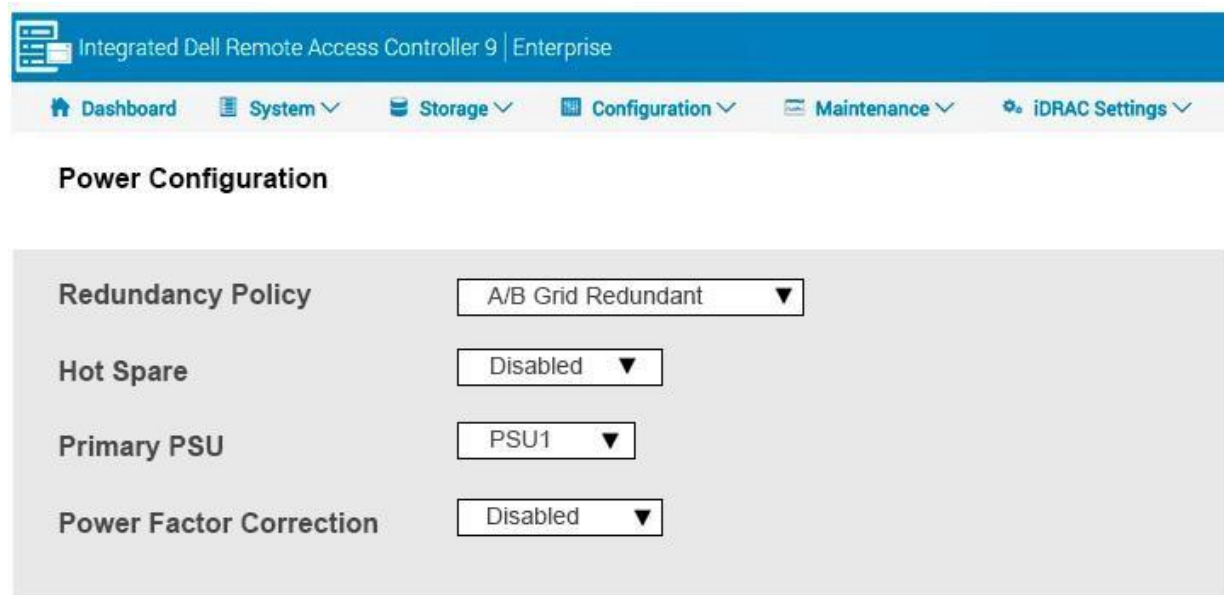 Integrated Dell Remote Access Controller 9 | Enterprise
Dashboard System Storage Configuration Maintenance iDRAC Settings
Power Configuration
Redundancy Policy A/B Grid Redundant
Hot Spare Disabled
Primary PSU PSU1
Power Factor Correction Disabled